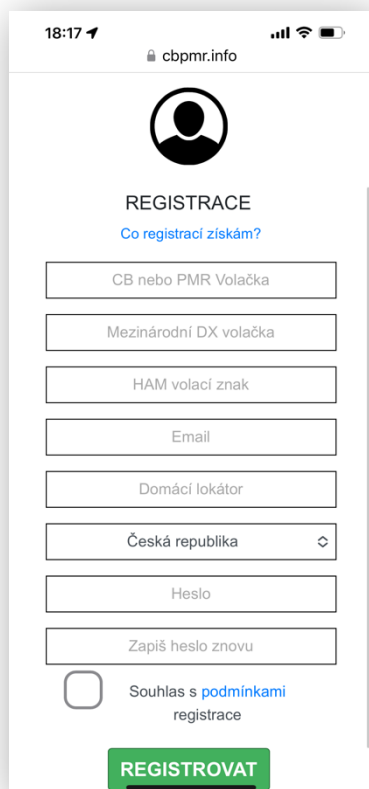 18:17
cbpmr.info
REGISTRACE
Co registrací získám?
CB nebo PMR Volačka
Mezinárodní DX volačka
HAM volací znak
Email
Domácí lokátor
Česká republika
Heslo
Zapiš heslo znovu
Souhlas s podmínkami
registrace
REGISTROVAT